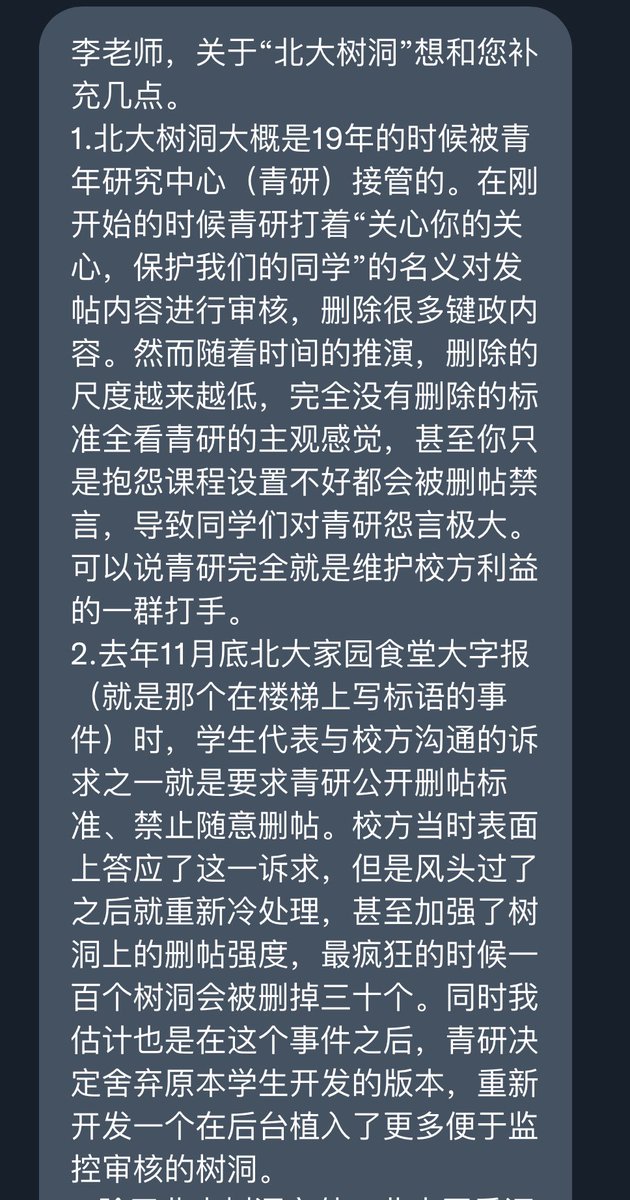 李老师，关于“北大树洞”想和您补
充几点。
1.北大树洞大概是19年的时候被青
年研究中心（青研）接管的。在刚
开始的时候青研打着“关心你的关
心，保护我们的同学”的名义对发
帖内容进行审核，删除很多键政内
容。然而随着时间的推演，删除的
尺度越来越低，完全没有删除的标
准全看青研的主观感觉，甚至你只
是抱怨课程设置不好都会被删帖禁
言，导致同学们对青研怨言极大。
可以说青研完全就是维护校方利益
的一群打手。
2.去年11月底北大家园食堂大字报
（就是那个在楼梯上写标语的事
件）时，学生代表与校方沟通的诉
求之一就是要求青研公开删帖标
准、禁止随意删帖。校方当时表面
上答应了这一诉求，但是风头过了
之后就重新冷处理，甚至加强了树
洞上的删帖强度，最疯狂的时候一
百个树洞会被删掉三十个。同时我
估计也是在这个事件之后，青研决
定舍弃原本学生开发的版本，重新
开发一个在后台植入了更多便于监
控审核的树洞。